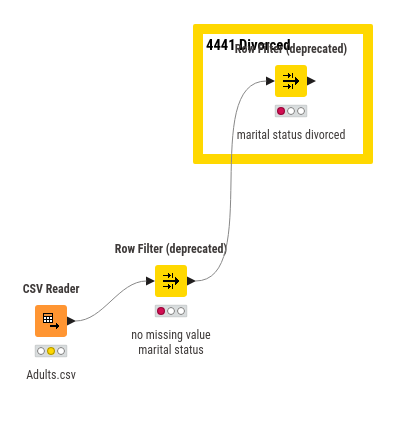 4441 Divorced
Row Filter (deprecated)
marital status divorced
Row Filter (deprecated)
CSV Reader
no missing value
marital status
Adults.csv